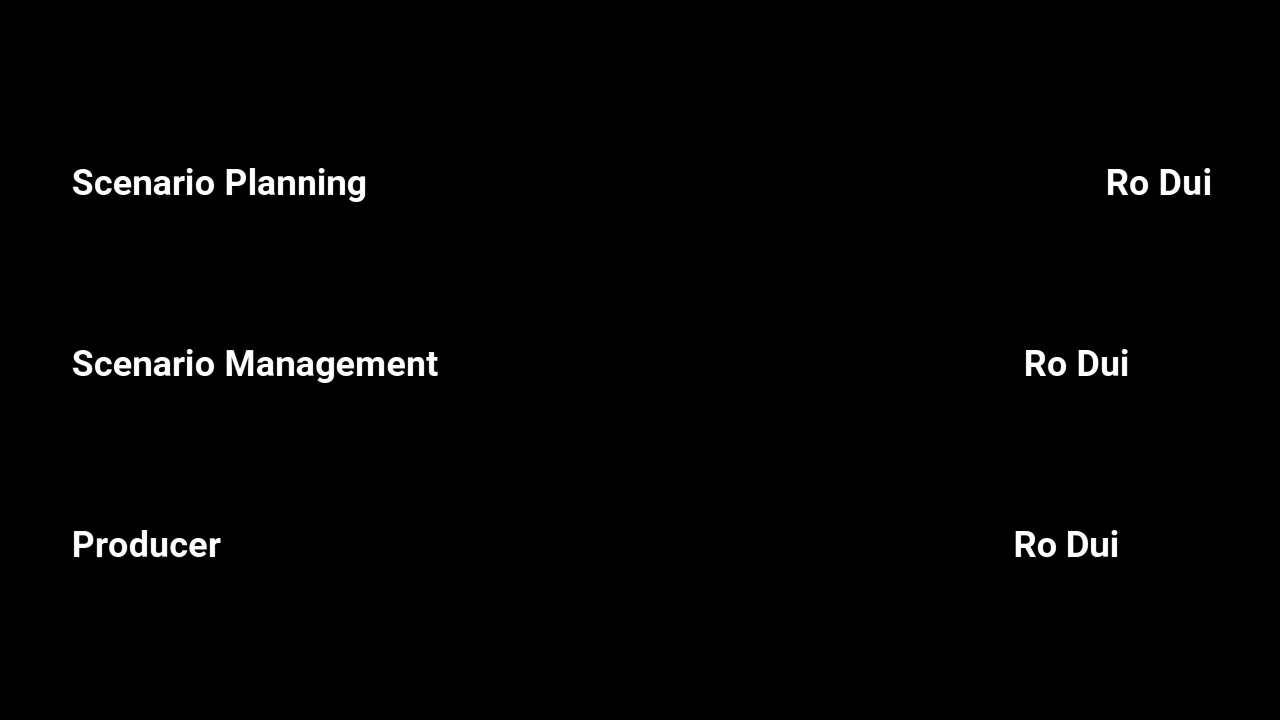 Scenario Planning Ro Dui
Scenario Management Ro Dui
Producer Ro Dui